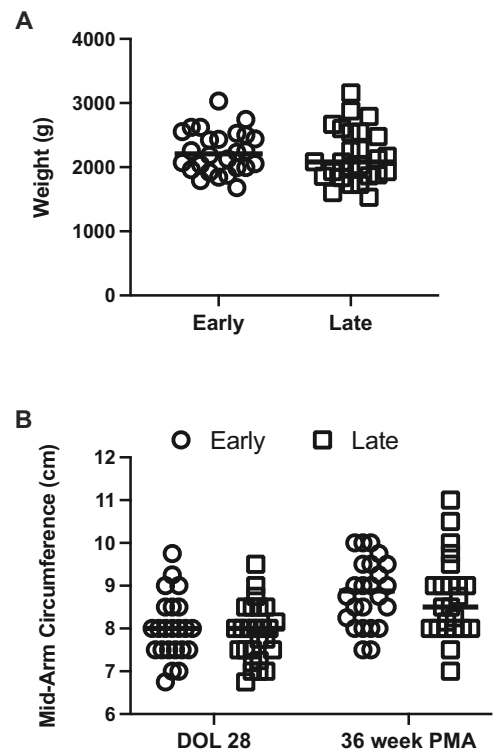 A
Weight (g)
4000
3000
2000
1000
0
Early Late
B
Early Late
Mid-Arm Circumference (cm)
12
11
10
9
8
7
6
DOL 28 36 week PMA